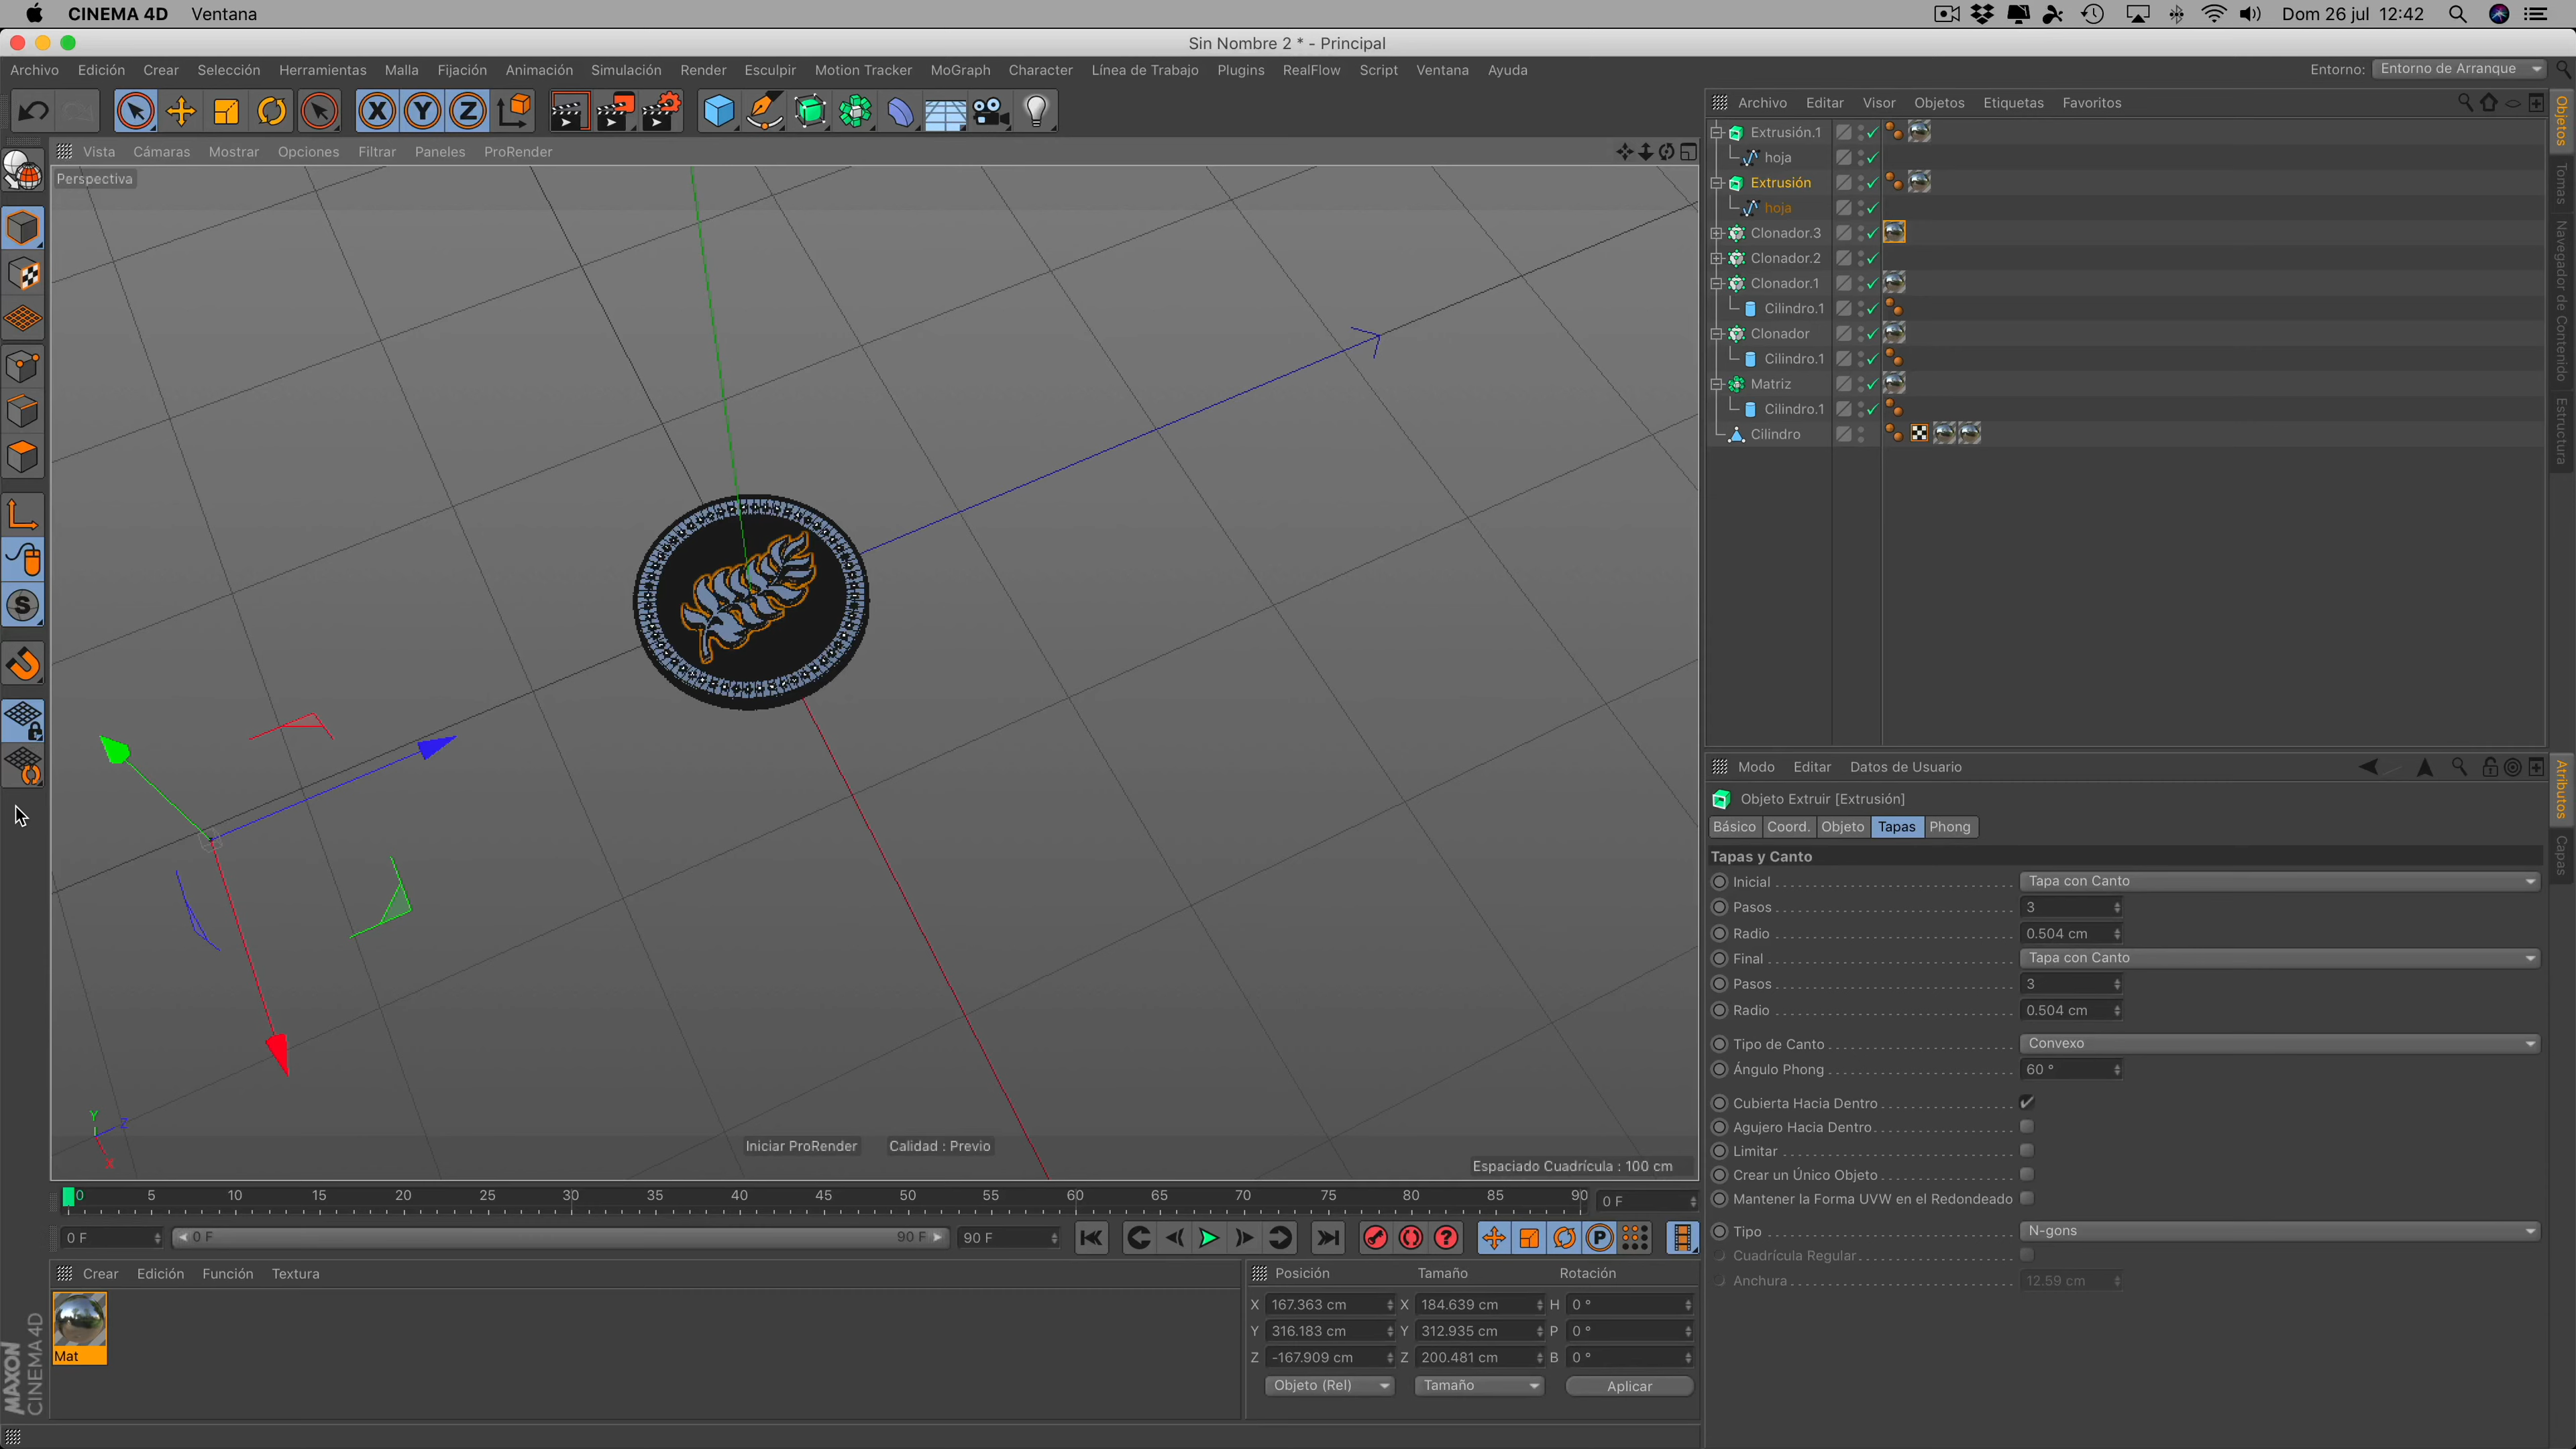 CINEMA 4D Ventana Dom 26 jul 12:42
Sin Nombre 2 * - Principal
Archivo Edición Crear Selección Herramientas Malla Fijación Animación Simulación Render Esculpir Motion Tracker MoGraph Character Línea de Trabajo Plugins RealFlow Script Ventana Ayuda Entorno: Entorno de Arranque
X Y Z
Archivo Editar Visor Objetos Etiquetas Favoritos
Vista Cámaras Mostrar Opciones Filtrar Paneles ProRender
Perspectiva
Extrusión.1
hoja
Extrusión
hoja
Clonador.3
Clonador.2
Clonador.1
Cilindro.1
Clonador
Cilindro.1
Matriz
Cilindro.1
Cilindro
Objetos
Tomas
Navegador de Contenido
Estructura
S
Y Z
X
Iniciar ProRender Calidad : Previo
Espaciado Cuadrícula : 100 cm
Modo Editar Datos de Usuario
Objeto Extruir [Extrusión]
Básico Coord. Objeto Tapas Phong
Tapas y Canto
Inicial Tapa con Canto
Pasos 3
Radio 0.504 cm
Final Tapa con Canto
Pasos 3
Radio 0.504 cm
Tipo de Canto Convexo
Ángulo Phong 60 °
Cubierta Hacia Dentro
Agujero Hacia Dentro
Limitar
Crear un Único Objeto
Mantener la Forma UVW en el Redondeado
Tipo N-gons
Cuadrícula Regular
Anchura 12.59 cm
Atributos
Capas
0 5 10 15 20 25 30 35 40 45 50 55 60 65 70 75 80 85 90 0 F
0 F 0 F 90 F 90 F P
Crear Edición Función Textura
Mat
Posición Tamaño Rotación
X 167.363 cm X 184.639 cm H 0 °
Y 316.183 cm Y 312.935 cm P 0 °
Z -167.909 cm Z 200.481 cm B 0 °
Objeto (Rel) Tamaño Aplicar
MAXON
CINEMA 4D